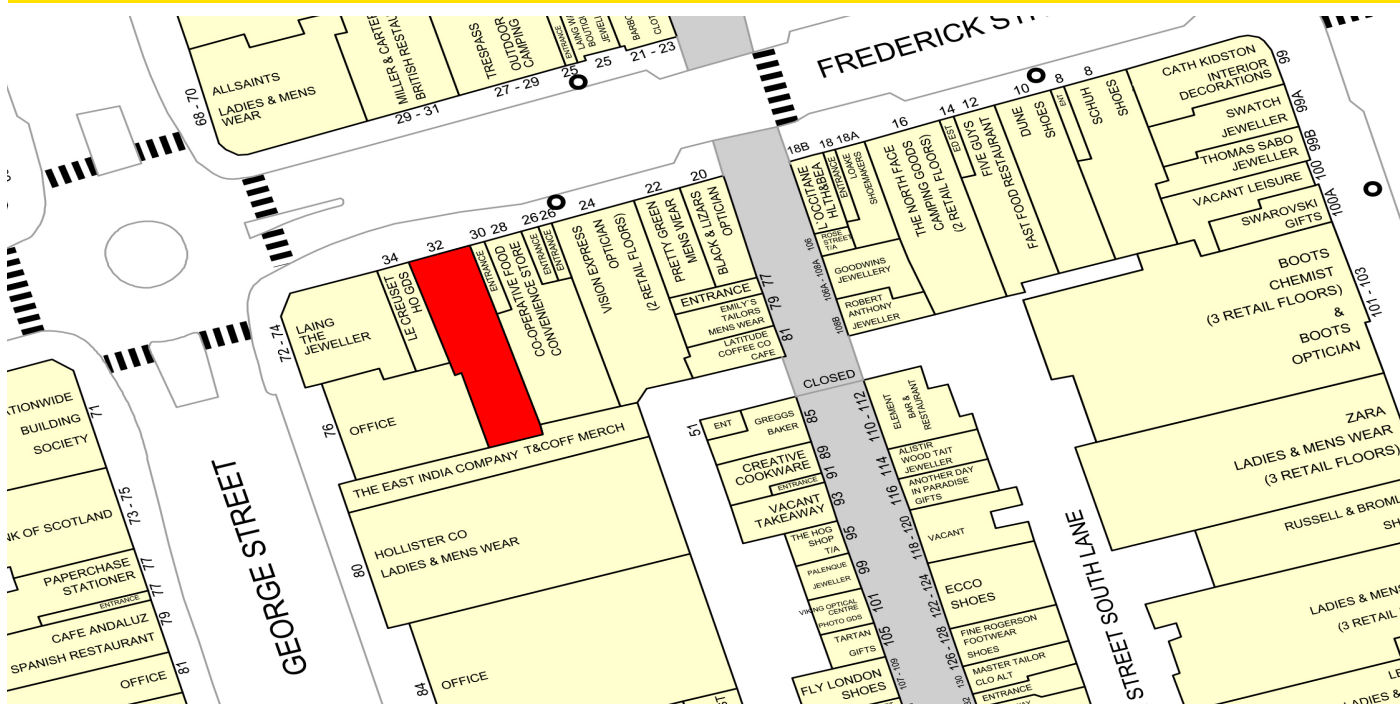 FREDERICK
68 - 70
ALLSAINTS
LADIES & MENS
WEAR
MILLER & CARTER
29 - 31
TRESPASS
OUTDOOR
CAMPING
27 - 29
ENTRANCE
25
25
21 - 23
72 - 74
LAING
THE
JEWELLER
34
LE CREUSET
HO GDS
32
30
ENTRANCE
28
CO-OPERATIVE FOOD
CONVENIENCE STORE
26
ENTRANCE
26
ENTRANCE
24
VISION EXPRESS
OPTICIAN
(2 RETAIL FLOORS)
22
PRETTY GREEN
MENS WEAR
20
BLACK & LIZARS
OPTICIAN
77
ENTRANCE
79
EMILY'S
TAILORS
MENS WEAR
81
LATITUDE
COFFEE CO
CAFE
76
OFFICE
THE EAST INDIA COMPANY T&COFF MERCH
80
HOLLISTER CO
LADIES & MENS WEAR
84
OFFICE
GEORGE STREET
71
BUILDING
SOCIETY
73-75
OF SCOTLAND
77
PAPERCHASE
STATIONER
77
ENTRANCE
79
CAFE ANDALUZ
SPANISH RESTAURANT
81
OFFICE
18B
L'OCCITANE
HLTH&BEA
18
ENTRANCE
18A
LOAKE
SHOEMAKERS
106
ROSE
STREET
T/A
106A - 108A
GOODWINS
JEWELLERY
108B
ROBERT
ANTHONY
JEWELLER
16
THE NORTH FACE
CAMPING GOODS
(2 RETAIL FLOORS)
14
ED EST
12
FIVE GUYS
FAST FOOD RESTAURANT
10
DUNE
SHOES
8
ENT
8
SCHUH
SHOES
99
CATH KIDSTON
INTERIOR
DECORATIONS
99A
SWATCH
JEWELLER
99B
THOMAS SABO
JEWELLER
100
VACANT LEISURE
100A
SWAROVSKI
GIFTS
101 - 103
BOOTS
CHEMIST
(3 RETAIL FLOORS)
&
BOOTS
OPTICIAN
ZARA
LADIES & MENS WEAR
(3 RETAIL FLOORS)
RUSSELL &
LADIES &
(3 RETAIL
CLOSED
51
ENT
GREGGS
BAKER
85
CREATIVE
COOKWARE
89
ENTRANCE
91
VACANT
TAKEAWAY
93
THE HOG
SHOP
T/A
95
PALENQUE
JEWELLER
99
VIKING OPTICAL
CENTRE
PHOTO GDS
101
TARTAN
GIFTS
105
FLY LONDON
SHOES
107 - 109
110 - 112
ELEMENT
BAR &
RESTAURANT
114
ALISTIR
WOOD TAIT
JEWELLER
116
ANOTHER DAY
IN PARADISE
GIFTS
118 - 120
VACANT
122 - 124
ECCO
SHOES
126 - 128
FINE ROGERSON
FOOTWEAR
SHOES
130
MASTER TAILOR
CLO ALT
ENTRANCE
STREET SOUTH LANE